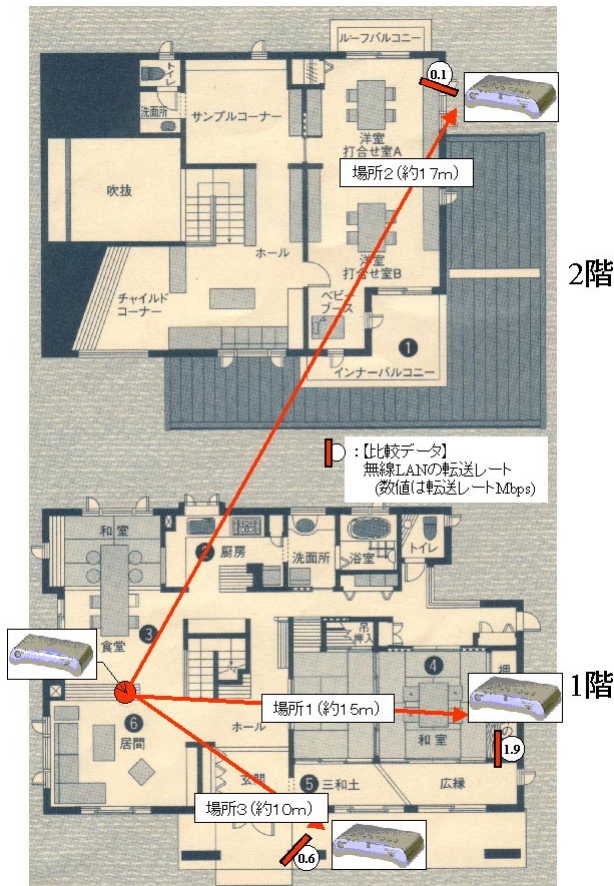 ルーフバルコニー
トイレ
0.1
洗面所
サンプルコーナー
洋室
打合せ室A
場所2(約17m)
吹抜
2階
ホール
洋室
打合せ室B
チャイルド
コーナー
ベビー
ブース
1
インナーバルコニー
:【比較データ】
無線LANの転送レート
(数値は転送レートMbps)
和室
2
厨房
洗面所
浴室
トイレ
3
吊
押入
食堂
4
押
1階
6
居間
場所1(約15m)
ホール
和室
の
1.9
玄関
5
三和土
広縁
場所3(約10m)
0.6